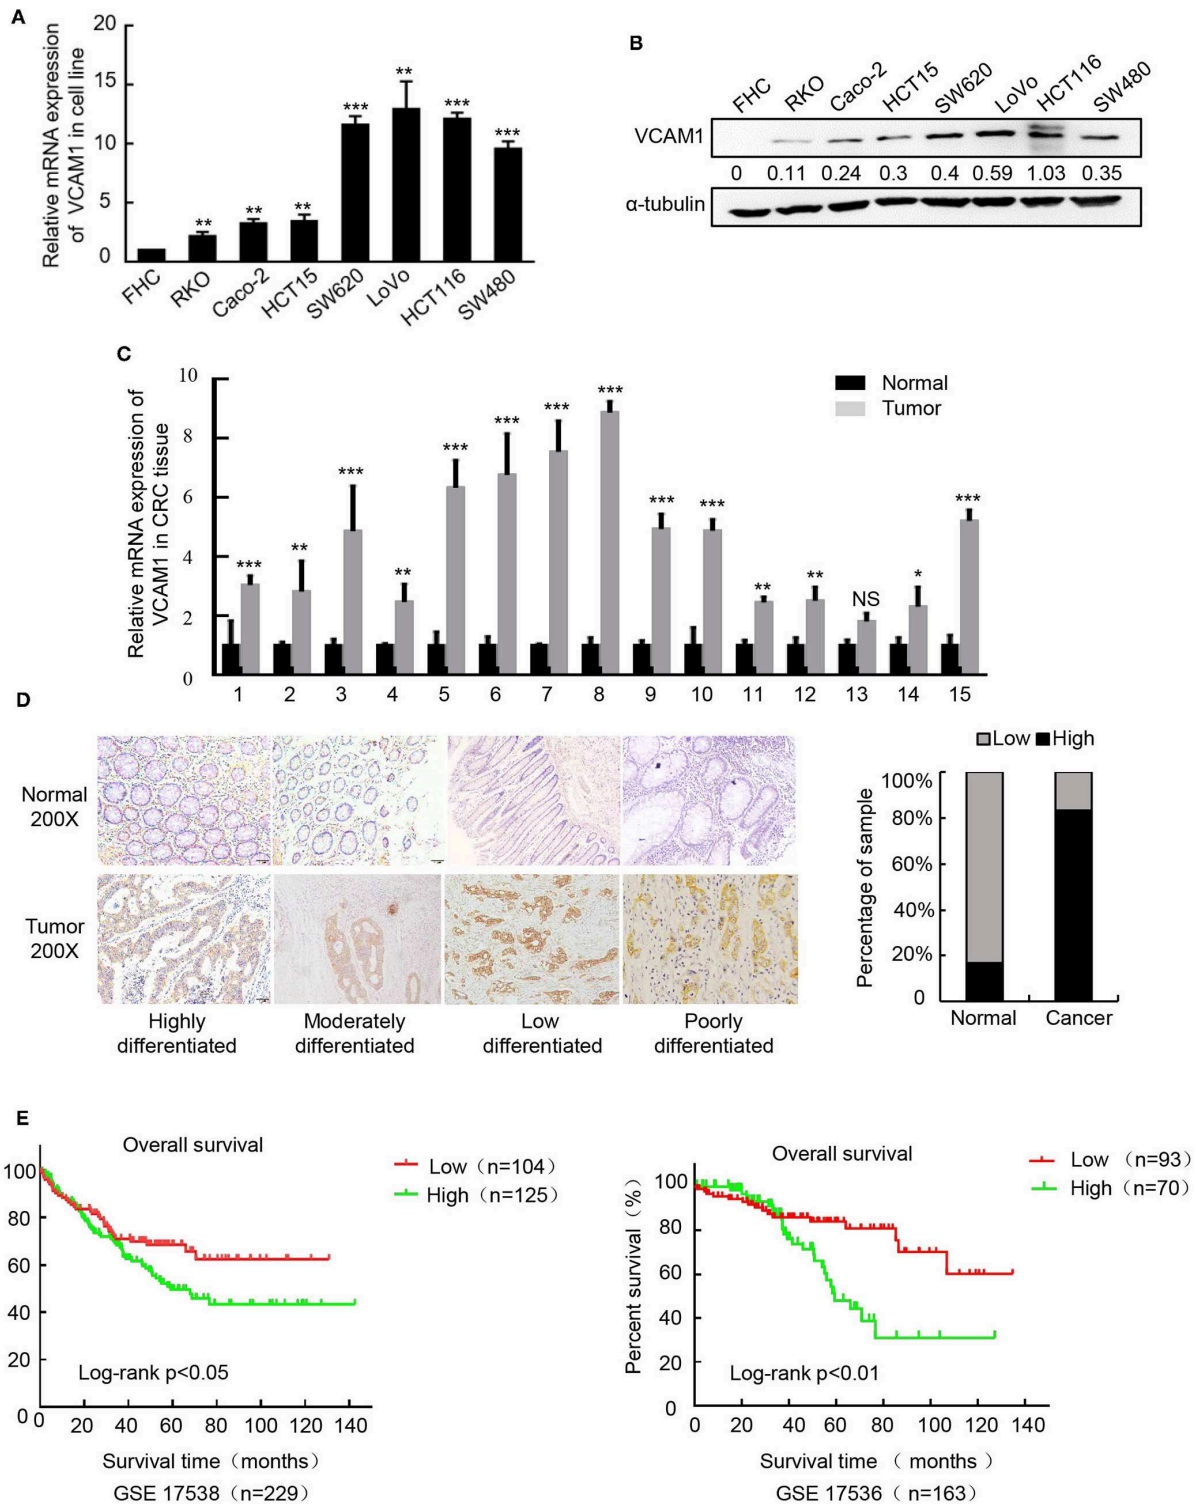 A
Relative mRNA expression
of VCAM1 in cell line
20
15
10
5
0
**
**
**
***
**
***
***
FHC
RKO
Caco-2
HCT15
SW620
LoVo
HCT116
SW480
B
FHC
RKO
Caco-2
HCT15
SW620
LoVo
HCT116
SW480
VCAM1
0 0.11 0.24 0.3 0.4 0.59 1.03 0.35
α-tubulin
C
Relative mRNA expression of
VCAM1 in CRC tissue
10
8
6
4
2
0
Normal
Tumor
***
**
***
**
***
***
***
***
***
***
**
**
NS
*
***
1 2 3 4 5 6 7 8 9 10 11 12 13 14 15
D
Normal
200X
Tumor
200X
Highly
differentiated
Moderately
differentiated
Low
differentiated
Poorly
differentiated
Low High
Percentage of sample
100%
80%
60%
40%
20%
0
Normal Cancer
E
Overall survival
Low（n=104）
High（n=125）
100
80
60
40
20
0
Log-rank p<0.05
0 20 40 60 80 100 120 140
Survival time（months）
GSE 17538（n=229）
Overall survival
Low （n=93）
High（n=70）
Percent survival（%）
100
80
60
40
20
0
Log-rank p<0.01
0 20 40 60 80 100 120 140
Survival time （ months ）
GSE 17536（ n=163）